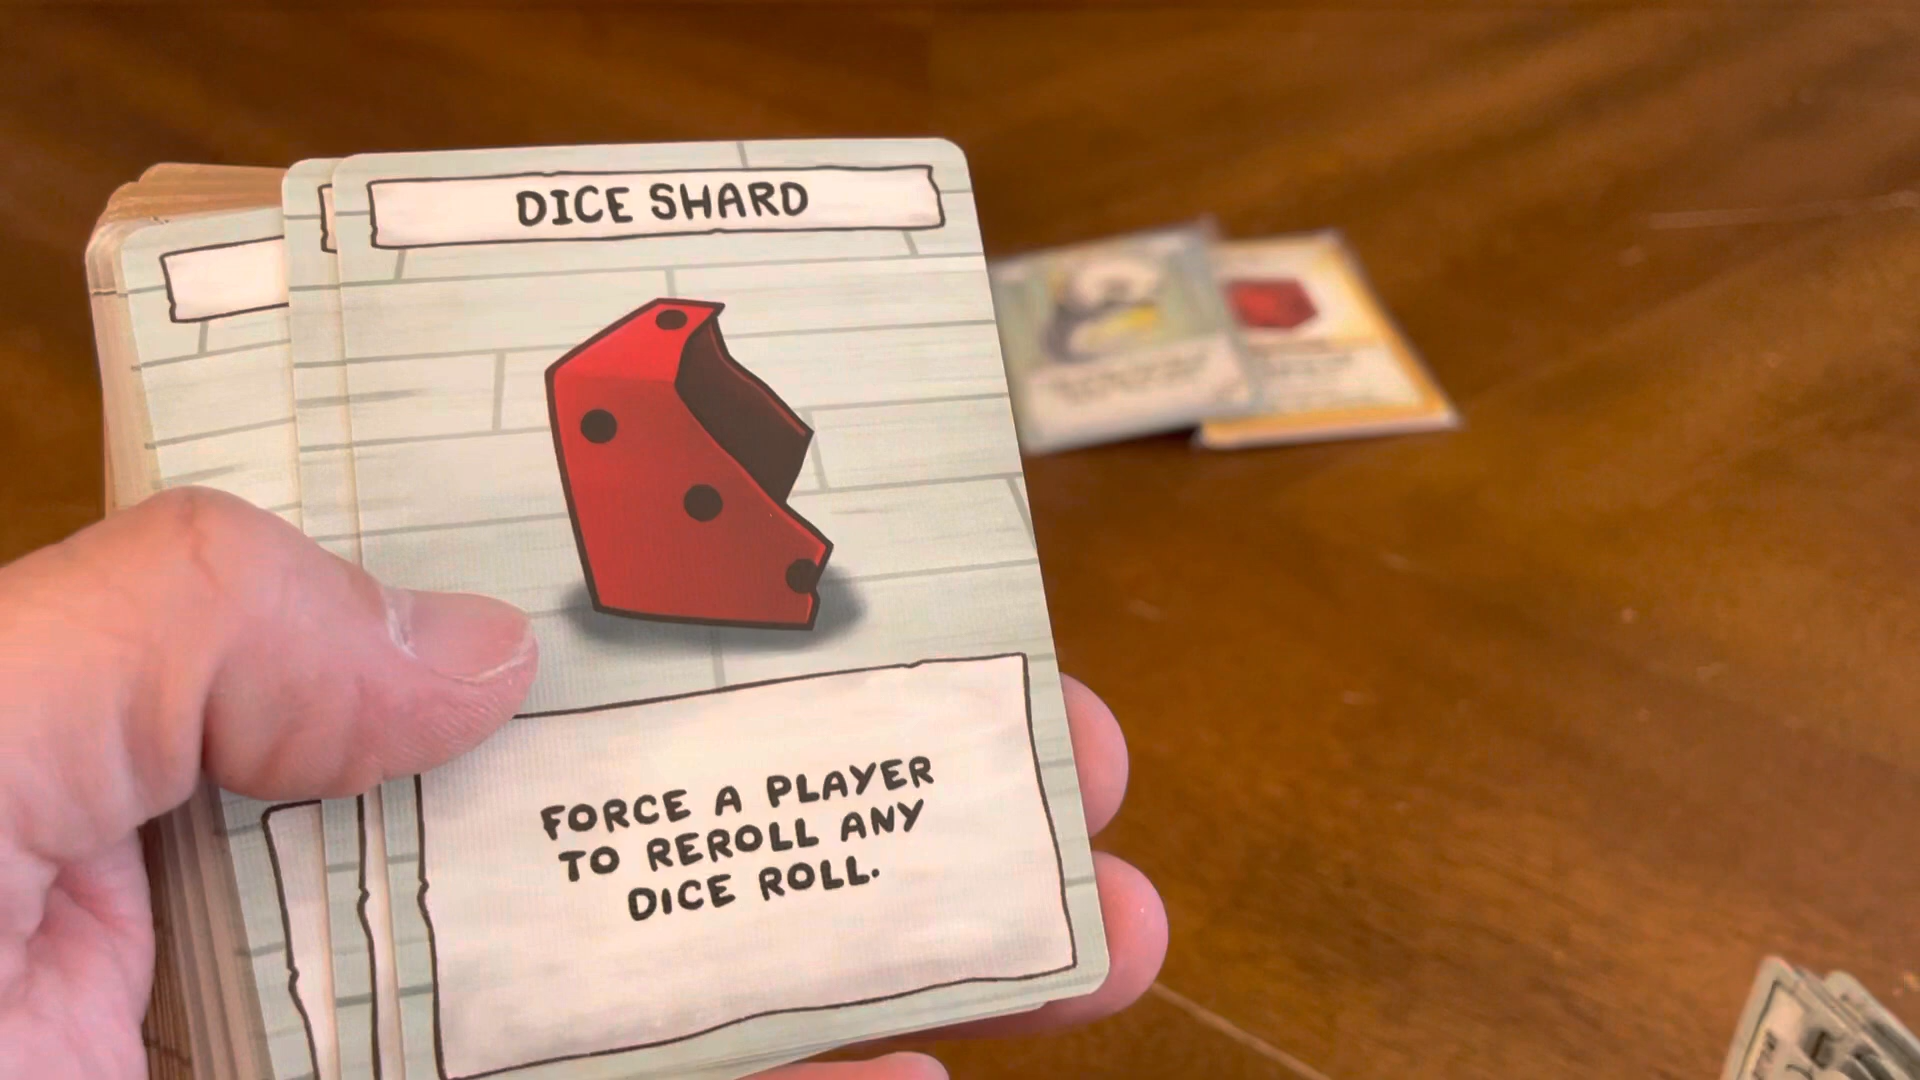 DICE SHARD
FORCE A PLAYER
TO REROLL ANY
DICE ROLL.